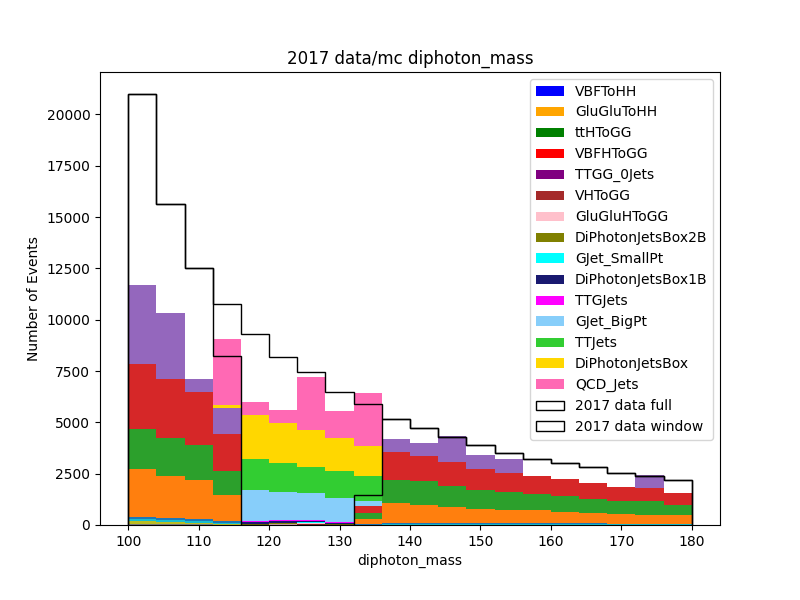 2017 data/mc diphoton_mass
Number of Events
20000
17500
15000
12500
10000
7500
5000
2500
0
100
110
120
130
140
150
160
170
180
diphoton_mass
VBFToHH
GluGluToHH
ttHToGG
VBFHToGG
TTGG_0Jets
VHToGG
GluGluHToGG
DiPhotonJetsBox2B
GJet_SmallPt
DiPhotonJetsBox1B
TTGJets
GJet_BigPt
TTJets
DiPhotonJetsBox
QCD_Jets
2017 data full
2017 data window